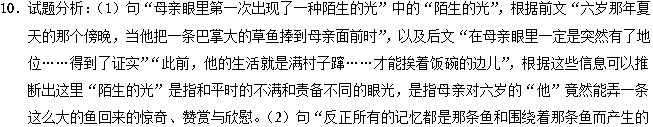 10．试题分析：（1）句“母亲眼里第一次出现了一种陌生的光”中的“陌生的光”，根据前文“六岁那年夏
天的那个傍晚，当他把一条巴掌大的草鱼捧到母亲面前时”，以及后文“在母亲眼里一定是突然有了地
位……得到了证实”“此前，他的生活就是满村子蹿……才能挨着饭碗的边儿”，根据这些信息可以推
断出这里“陌生的光”是指和平时的不满和责备不同的眼光，是指母亲对六岁的“他”竟然能弄一条
这么大的鱼回来的惊奇、赞赏与欣慰。（2）句“反正所有的记忆都是那条鱼和围绕着那条鱼而产生的